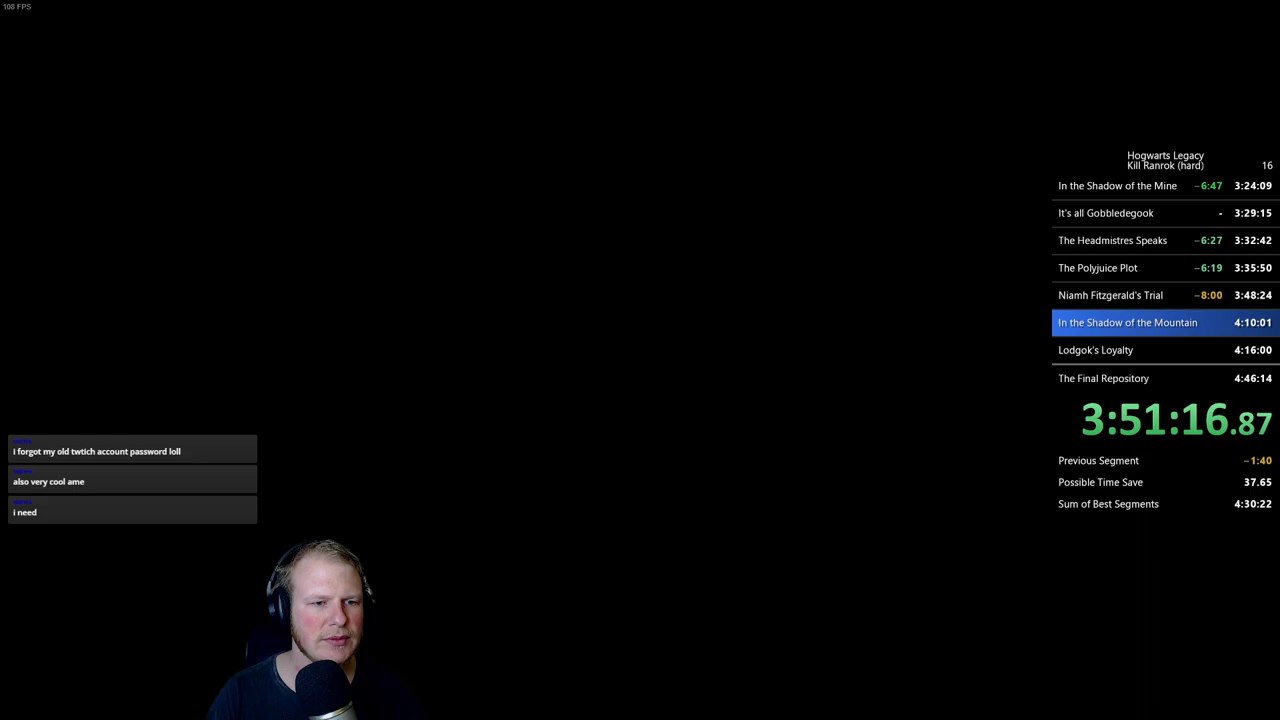 108 FPS
Hogwarts Legacy
Kill Ranrok (hard) 16
In the Shadow of the Mine −6:47 3:24:09
It's all Gobbledegook - 3:29:15
The Headmistres Speaks −6:27 3:32:42
The Polyjuice Plot −6:19 3:35:50
Niamh Fitzgerald's Trial −8:00 3:48:24
In the Shadow of the Mountain 4:10:01
Lodgok's Loyalty 4:16:00
The Final Repository 4:46:14
3:51:16.87
Previous Segment −1:40
Possible Time Save 37.65
Sum of Best Segments 4:30:22
i forgot my old twtich account password loll
also very cool ame
i need